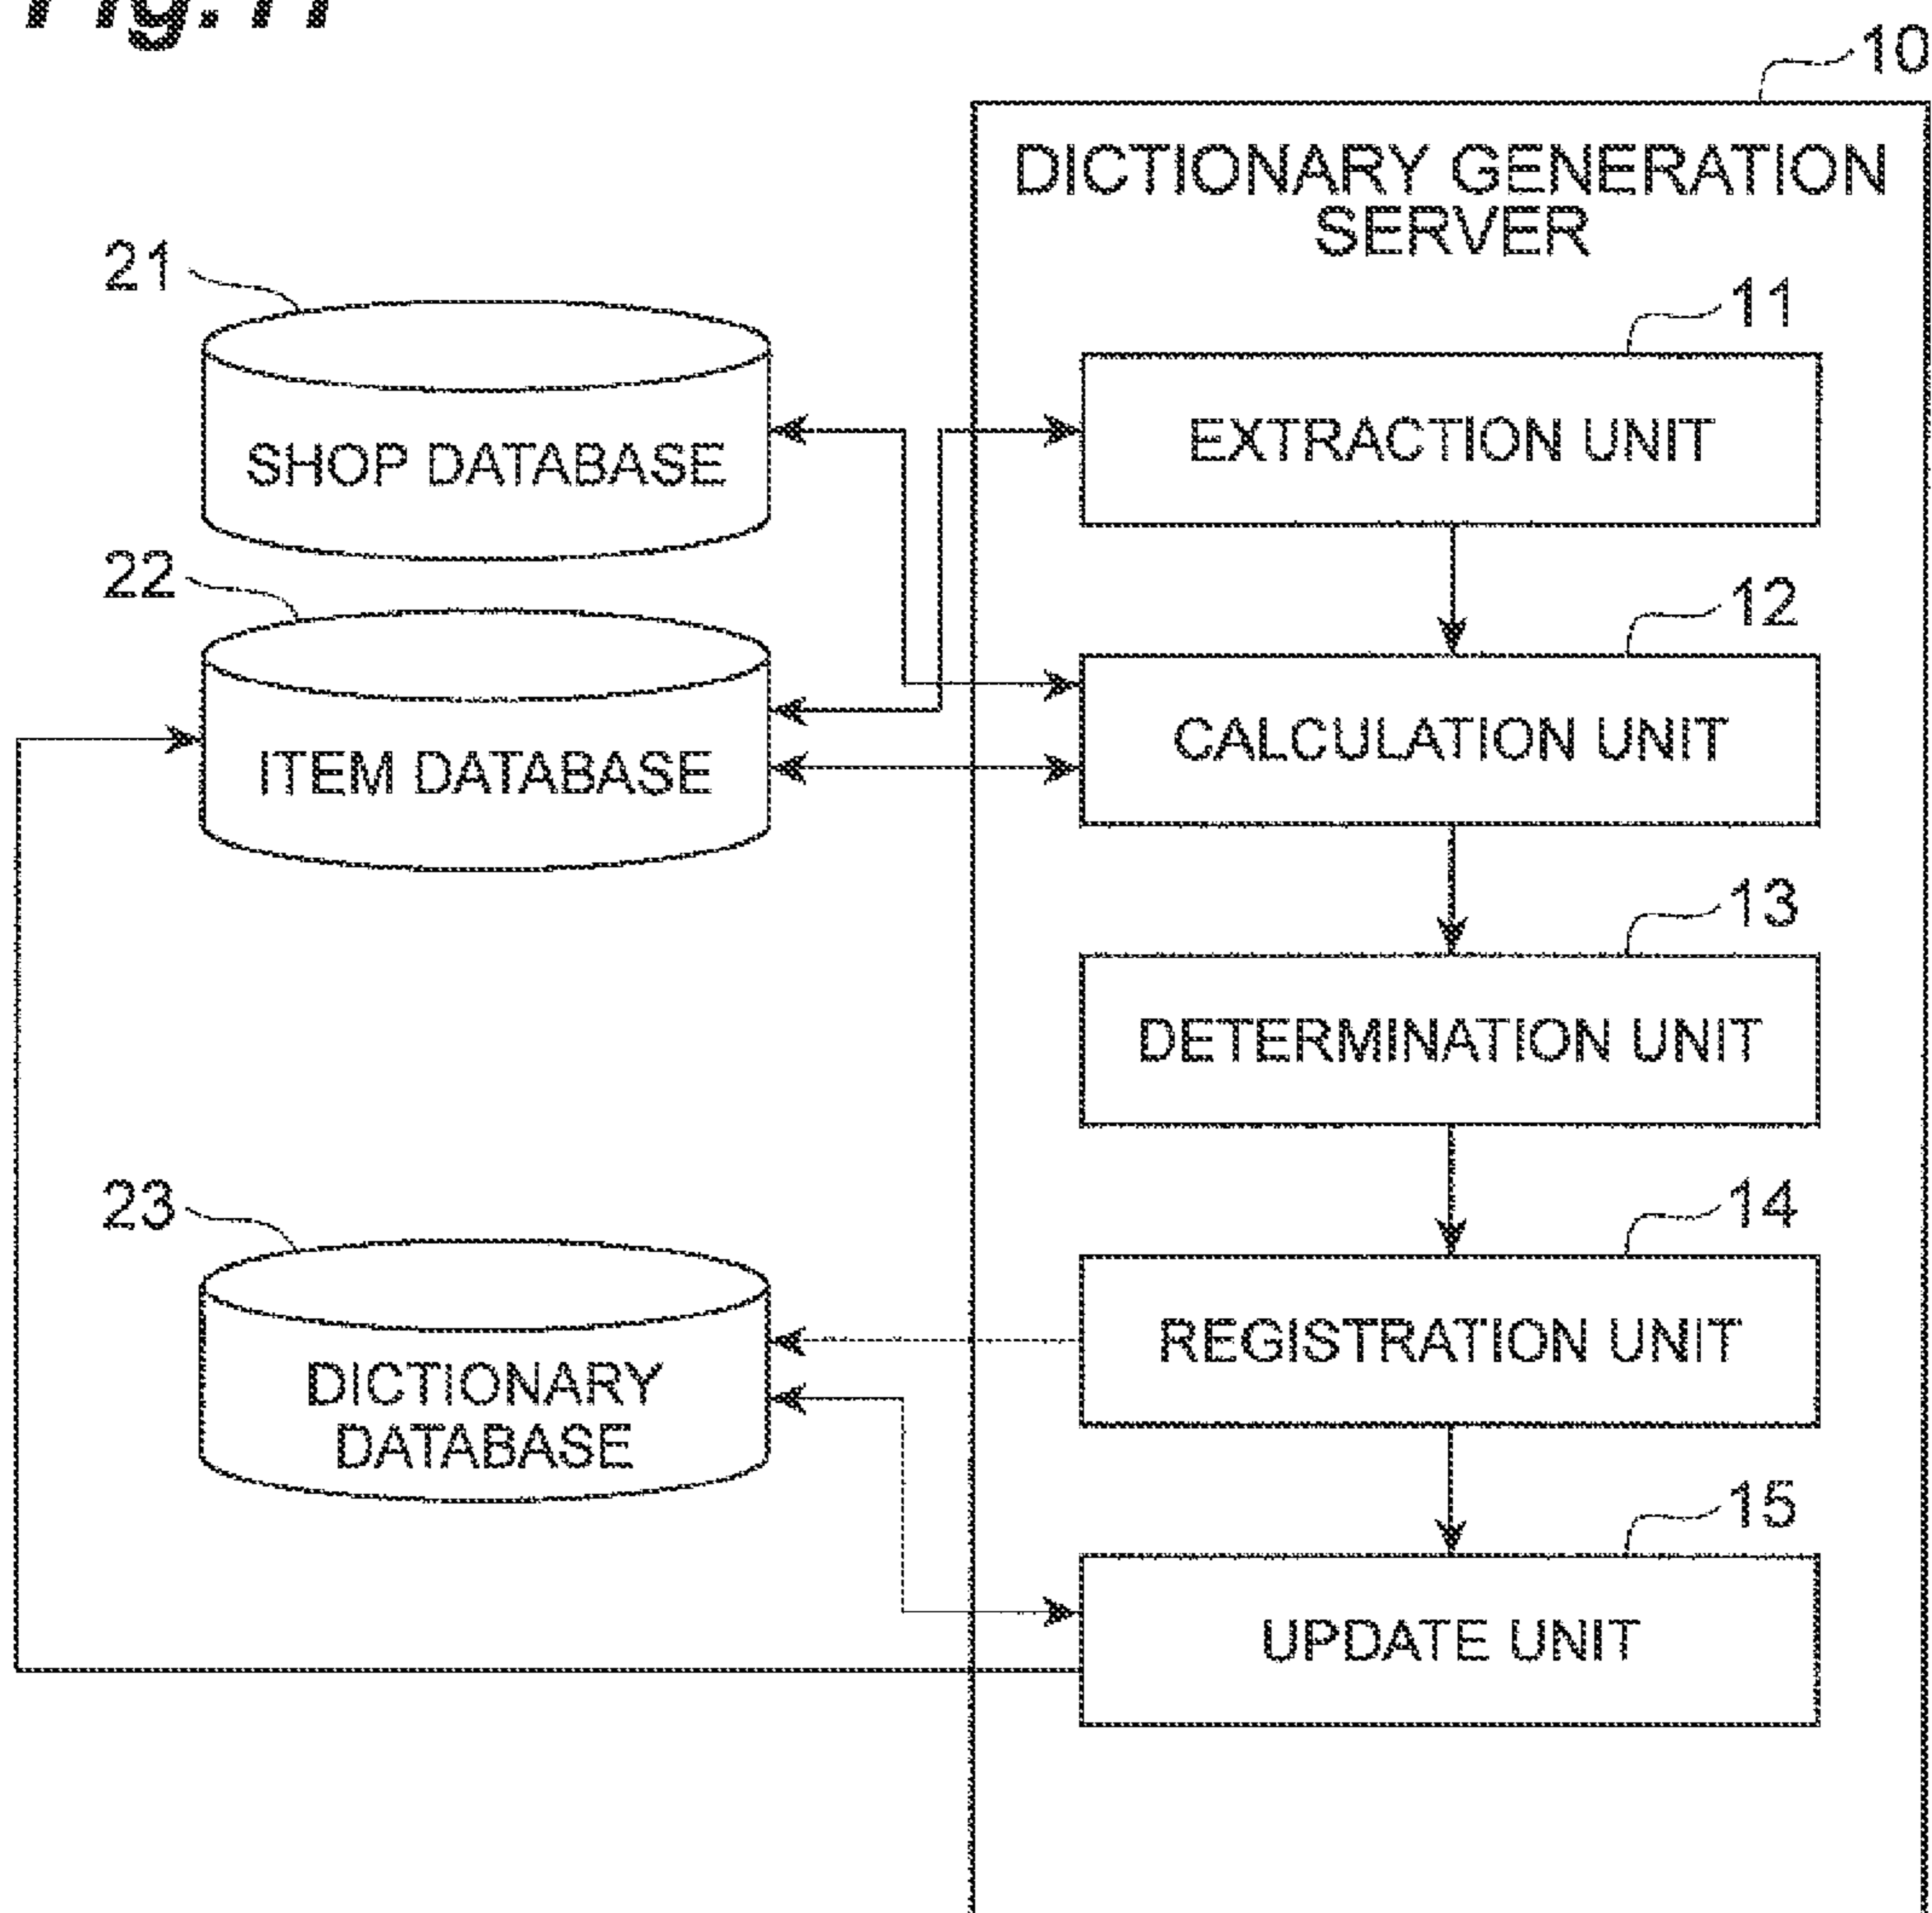 10
DICTIONARY GENERATION
SERVER
21
SHOP DATABASE
11
EXTRACTION UNIT
22
ITEM DATABASE
12
CALCULATION UNIT
13
DETERMINATION UNIT
23
DICTIONARY
DATABASE
14
REGISTRATION UNIT
15
UPDATE UNIT